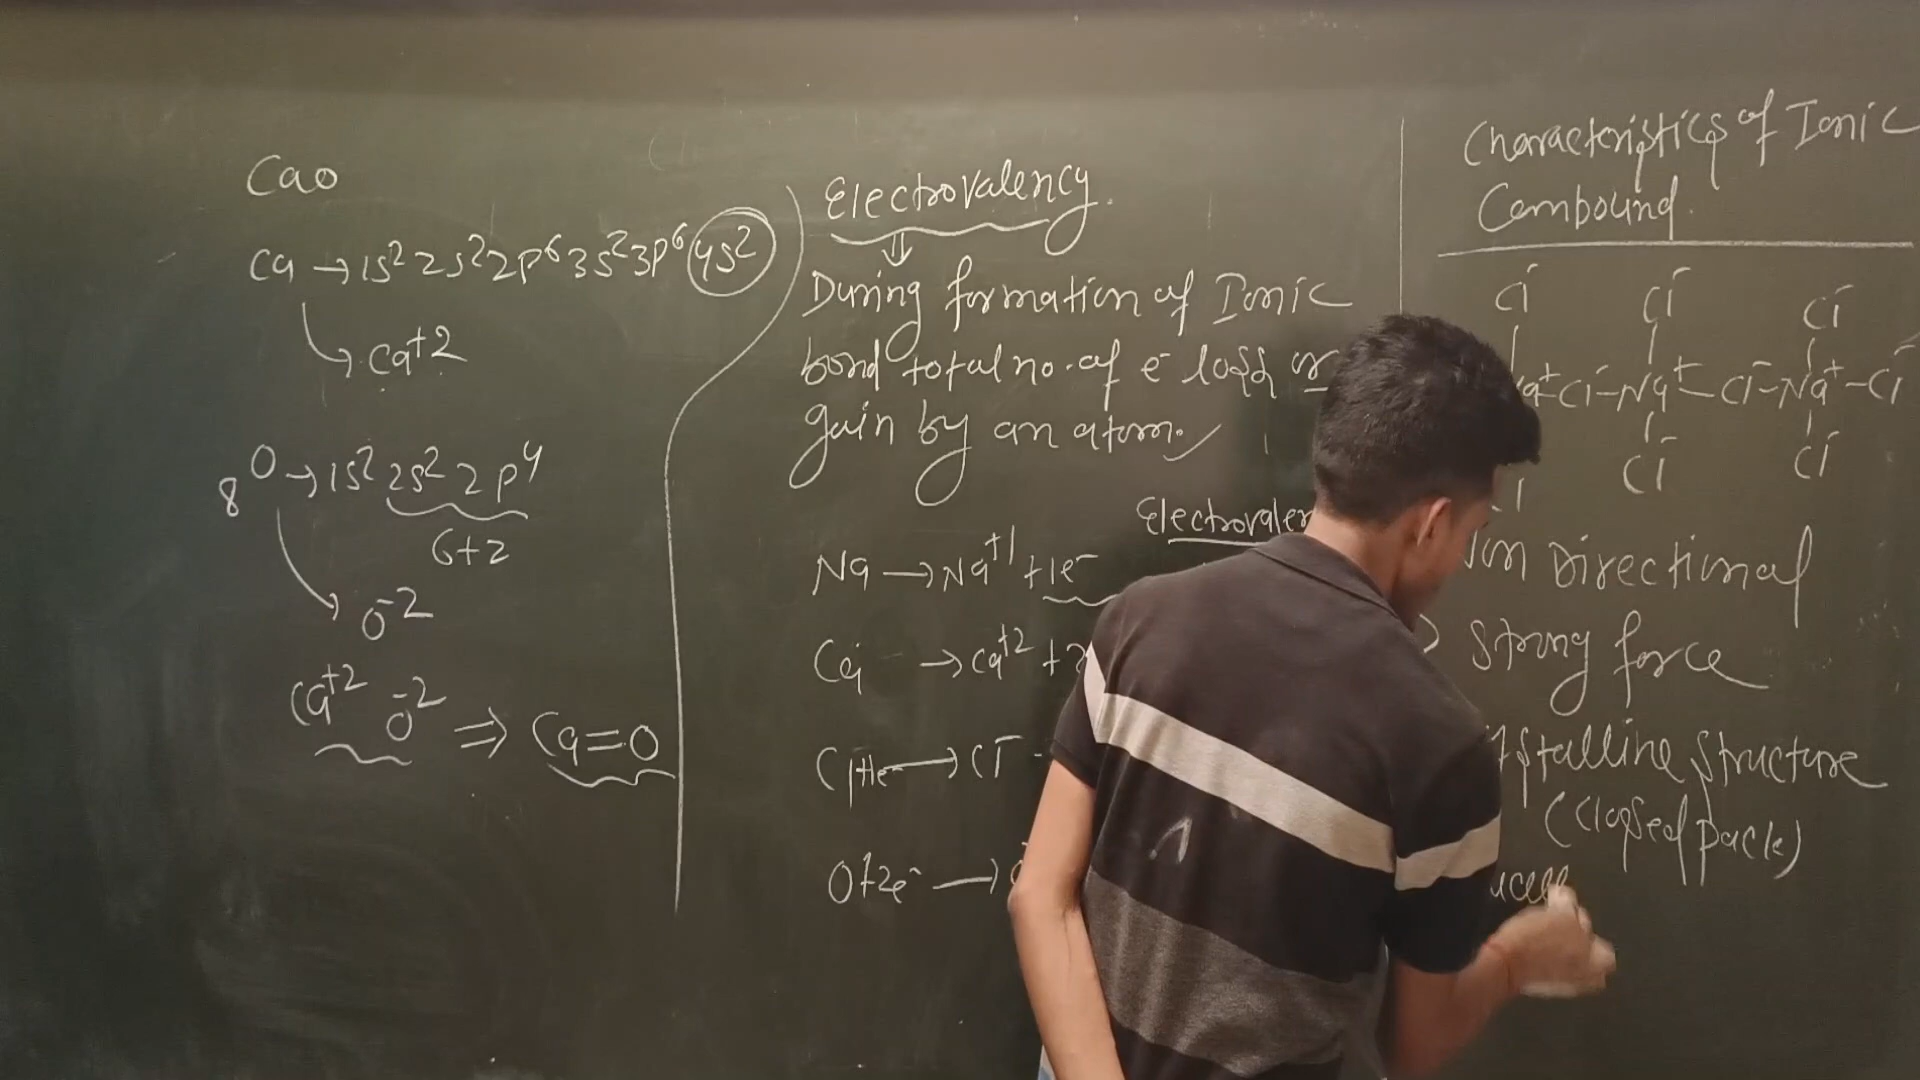 Cao
Ca → 1s² 2s² 2p⁶ 3s² 3p⁶ 4s²
Ca⁺²
₈O → 1s² 2s² 2p⁴
6+2
O⁻²
Ca⁺² O⁻² ⇒ Ca=O
Electrovalency.
⇓
During formation of Ionic
bond total no. of e⁻ loss or
gain by an atom.
Na → Na⁺¹ + 1e⁻
Ca → Ca⁺² +
Cl+1e⁻ → Cl⁻
O+2e⁻ →
Characteristics of Ionic
Compound.
Cl⁻ Cl⁻ Cl⁻
Cl⁻–Na⁺–Cl⁻–Na⁺–Cl⁻
Cl⁻ Cl⁻
Directional
Strong force
Structure
(Closed pack)